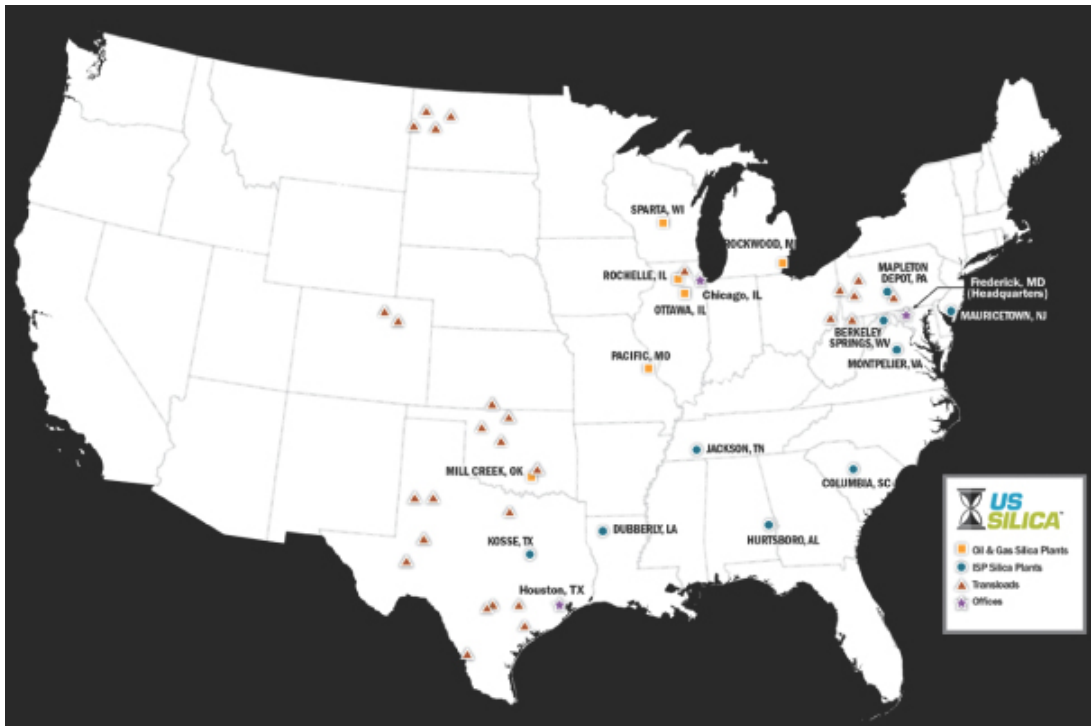 SPARTA, WI
ROCKWOOD, MI
ROCHELLE, IL
Chicago, IL
OTTAWA, IL
MAPLETON
DEPOT, PA
Frederick, MD
(Headquarters)
MAURICETOWN, NJ
BERKELEY
SPRINGS, WV
MONTPELIER, VA
PACIFIC, MO
JACKSON, TN
MILL CREEK, OK
COLUMBIA, SC
DUBBERLY, LA
HURTSBORO, AL
KOSSE, TX
Houston, TX
US
SILICA™
Oil & Gas Silica Plants
ISP Silica Plants
Transloads
Offices